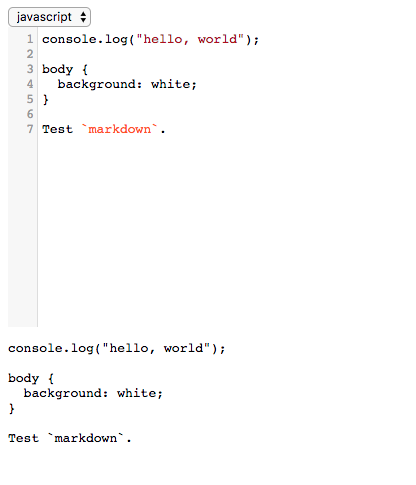 javascript
1 console.log("hello, world");
2
3 body {
4   background: white;
5 }
6
7 Test `markdown`.
console.log("hello, world");

body {
  background: white;
}

Test `markdown`.